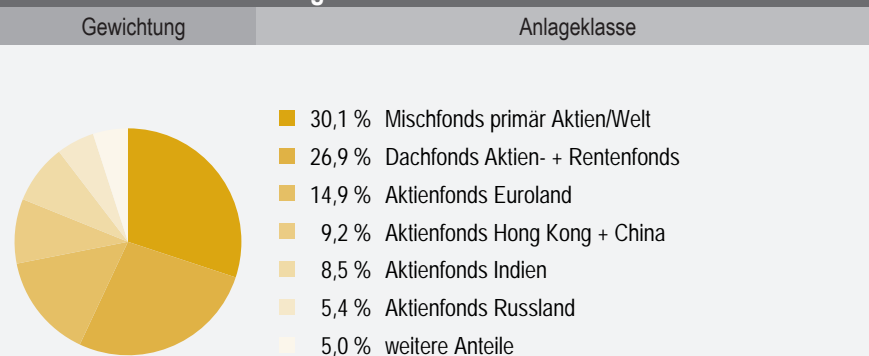 Gewichtung Anlageklasse
30,1 % Mischfonds primär Aktien/Welt
26,9 % Dachfonds Aktien- + Rentenfonds
14,9 % Aktienfonds Euroland
9,2 % Aktienfonds Hong Kong + China
8,5 % Aktienfonds Indien
5,4 % Aktienfonds Russland
5,0 % weitere Anteile